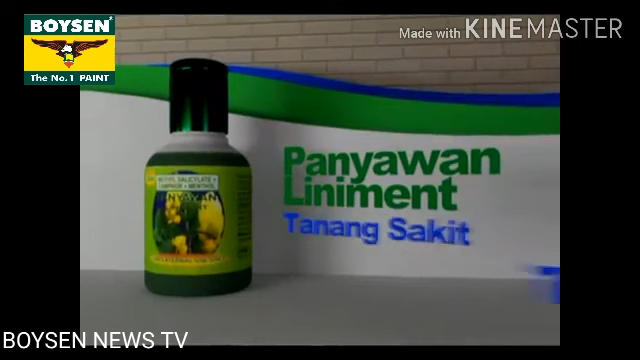 BOYSEN
The No.1 PAINT
Made with KINEMASTER
METHYL SALICYLATE +
CAMPHOR + MENTHOL
Panyawan
Liniment
Tanang Sakit
BOYSEN NEWS TV